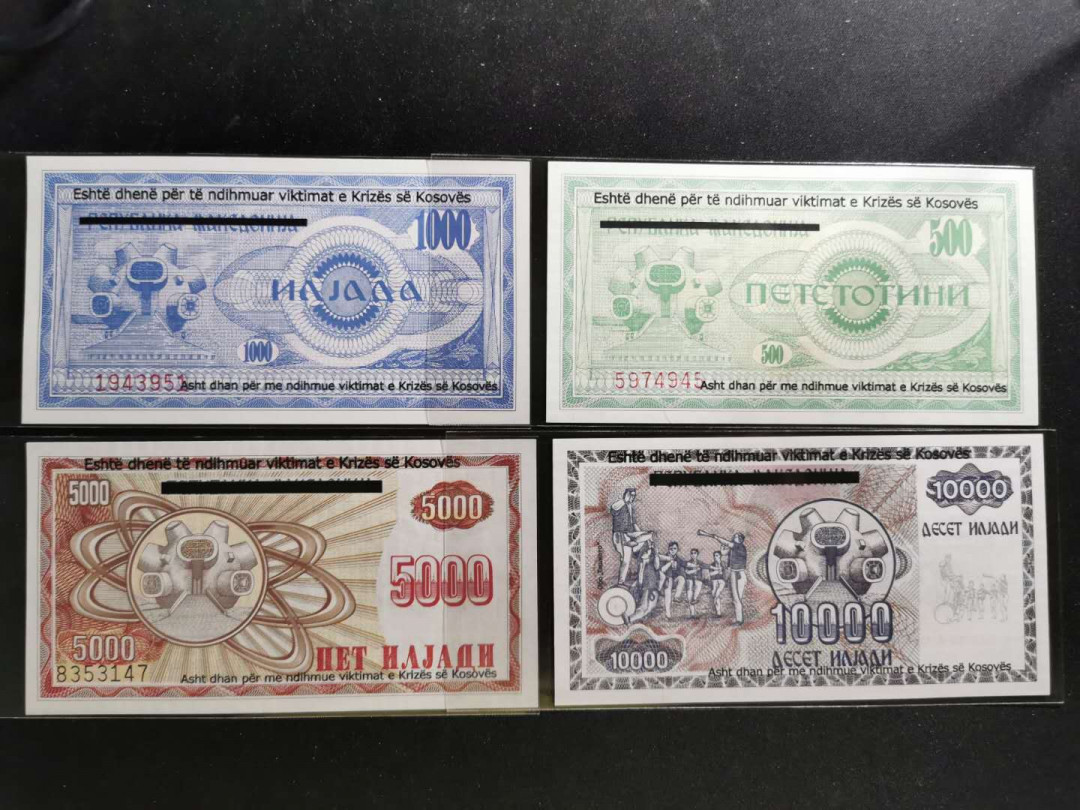 Eshtë dhenë për të ndihmuar viktimat e Krizës së Kosovës
РЕПУБЛИКА МАКЕДОНИЈА
1000
ИЛЈАДА
1000
1943951
Asht dhan për me ndihmue viktimat e Krizës së Kosovës
Eshtë dhenë për të ndihmuar viktimat e Krizës së Kosovës
РЕПУБЛИКА МАКЕДОНИЈА
500
ПЕТСТОТИНИ
500
5974945
Asht dhan për me ndihmue viktimat e Krizës së Kosovës
Eshtë dhenë të ndihmuar viktimat e Krizës së Kosovës
5000
5000
5000
5000
ПЕТ ИЛЈАДИ
8353147
Asht dhan për me ndihmue viktimat e Krizës së Kosovës
Eshtë dhenë të ndihmuar viktimat e Krizës së Kosovës
10000
ДЕСЕТ ИЛЈАДИ
10000
10000
ДЕСЕТ ИЛЈАДИ
Asht dhan për me ndihmue viktimat e Krizës së Kosovës